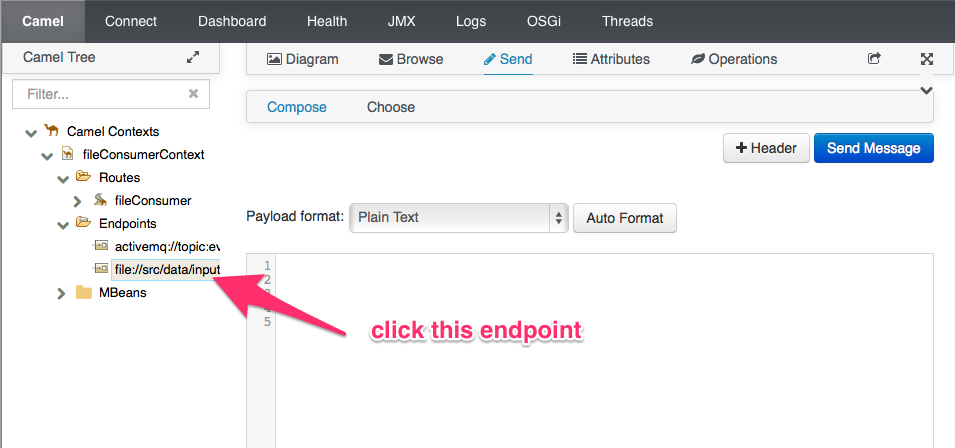 Camel Connect Dashboard Health JMX Logs OSGi Threads
Camel Tree
Diagram Browse Send Attributes Operations
Filter...
Compose Choose
Camel Contexts
+ Header Send Message
fileConsumerContext
Routes
fileConsumer
Payload format: Plain Text Auto Format
Endpoints
activemq://topic:ev
file://src/data/input
MBeans
1
2
5
click this endpoint